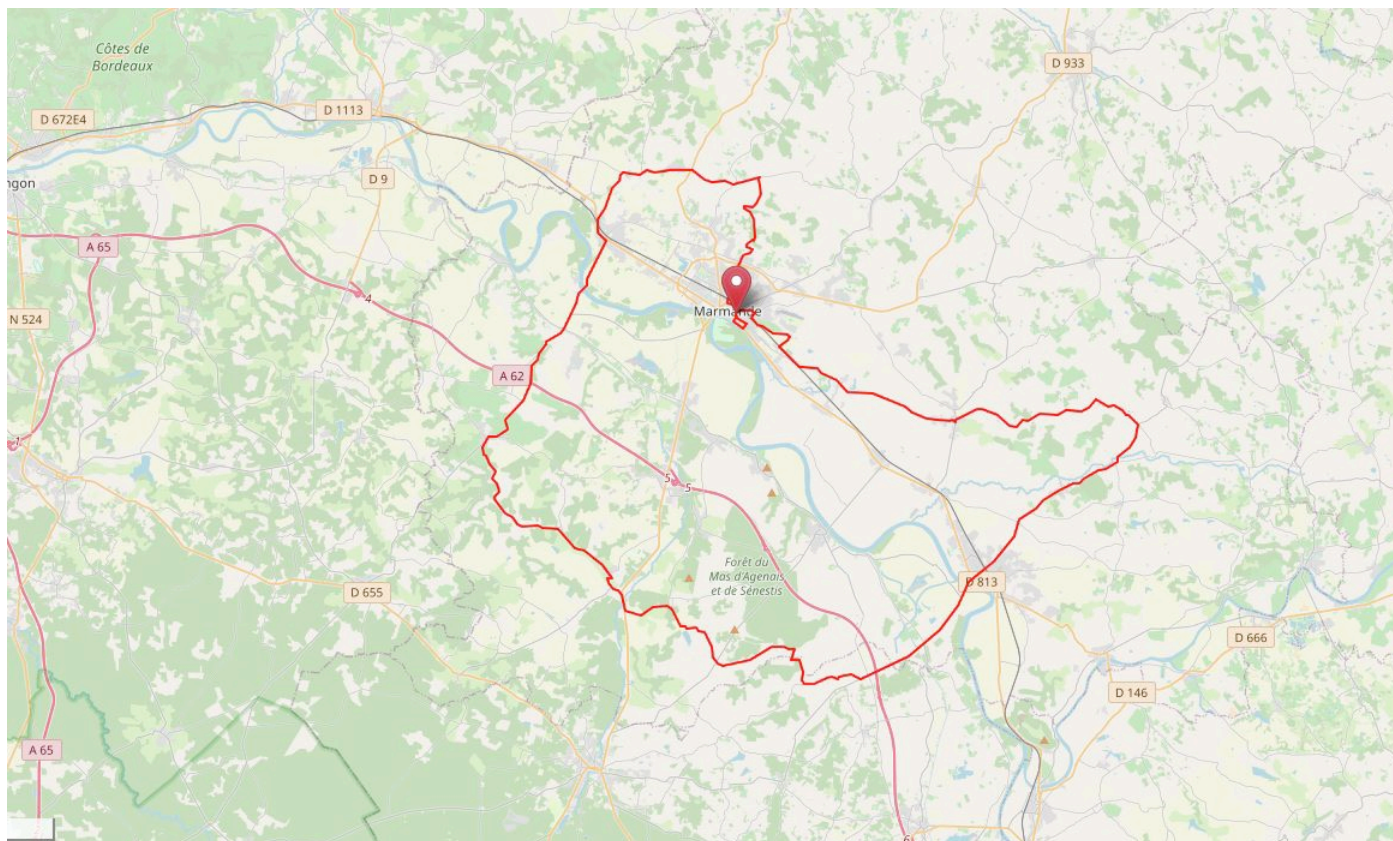 Côtes de
Bordeaux
D 933
D 1113
D 672E4
D 9
ngon
A 65
4
N 524
Marmande
A 62
1
5
5
Forêt du
Mas d'Agenais
et de Sénestis
D 813
D 655
D 666
D 146
A 65
6